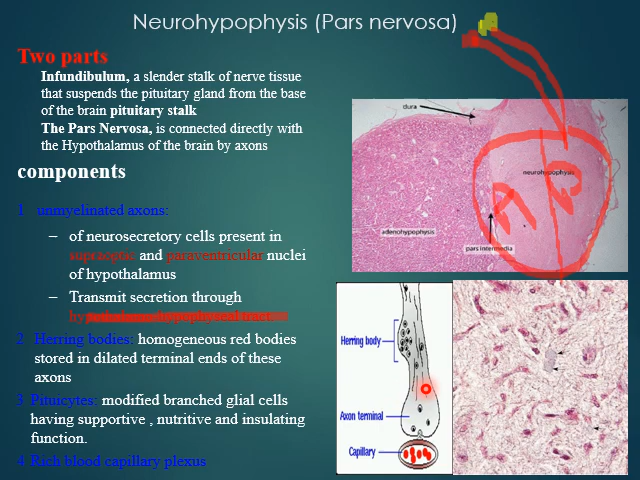 Neurohypophysis (Pars nervosa)
Two parts
Infundibulum, a slender stalk of nerve tissue
that suspends the pituitary gland from the base
of the brain pituitary stalk
The Pars Nervosa, is connected directly with
the Hypothalamus of the brain by axons
components
1 unmyelinated axons:
– of neurosecretory cells present in
supraoptic and paraventricular nuclei
of hypothalamus
– Transmit secretion through
2 Herring bodies: homogeneous red bodies
stored in dilated terminal ends of these
axons
3 Pituicytes: modified branched glial cells
having supportive , nutritive and insulating
function.
4 Rich blood capillary plexus
dura
neurohypophysis
adenohypophysis
pars intermedia
Herring body
Axon terminal
Capillary